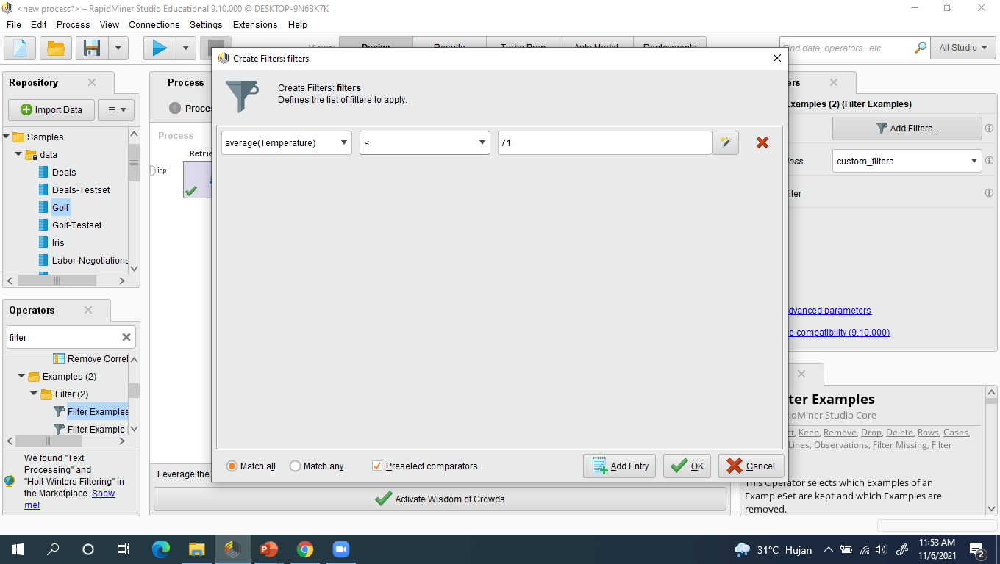 <new process*> – RapidMiner Studio Educational 9.10.000 @ DESKTOP-9N6BK7K
File Edit Process View Connections Settings Extensions Help
Views: Design Results Turbo Prep Auto Model Deployments
Find data, operators...etc
All Studio
Repository
Import Data
Samples
data
Deals
Deals-Testset
Golf
Golf-Testset
Iris
Labor-Negotiations
Operators
filter
Remove Correl
Examples (2)
Filter (2)
Filter Examples
Filter Example
We found "Text
Processing" and
"Holt-Winters Filtering" in
the Marketplace. Show
me!
Process
Proces
Process
Retrie
inp
Leverage the
Activate Wisdom of Crowds
Create Filters: filters
Create Filters: filters
Defines the list of filters to apply.
average(Temperature) < 71
Match all Match any Preselect comparators Add Entry OK Cancel
ers
Examples (2) (Filter Examples)
Add Filters...
lass custom_filters
lter
dvanced parameters
e compatibility (9.10.000)
ter Examples
idMiner Studio Core
ct, Keep, Remove, Drop, Delete, Rows, Cases,
Lines, Observations, Filter Missing, Filter
This Operator selects which Examples of an
ExampleSet are kept and which Examples are
removed.
31°C Hujan
11:53 AM
11/6/2021
2